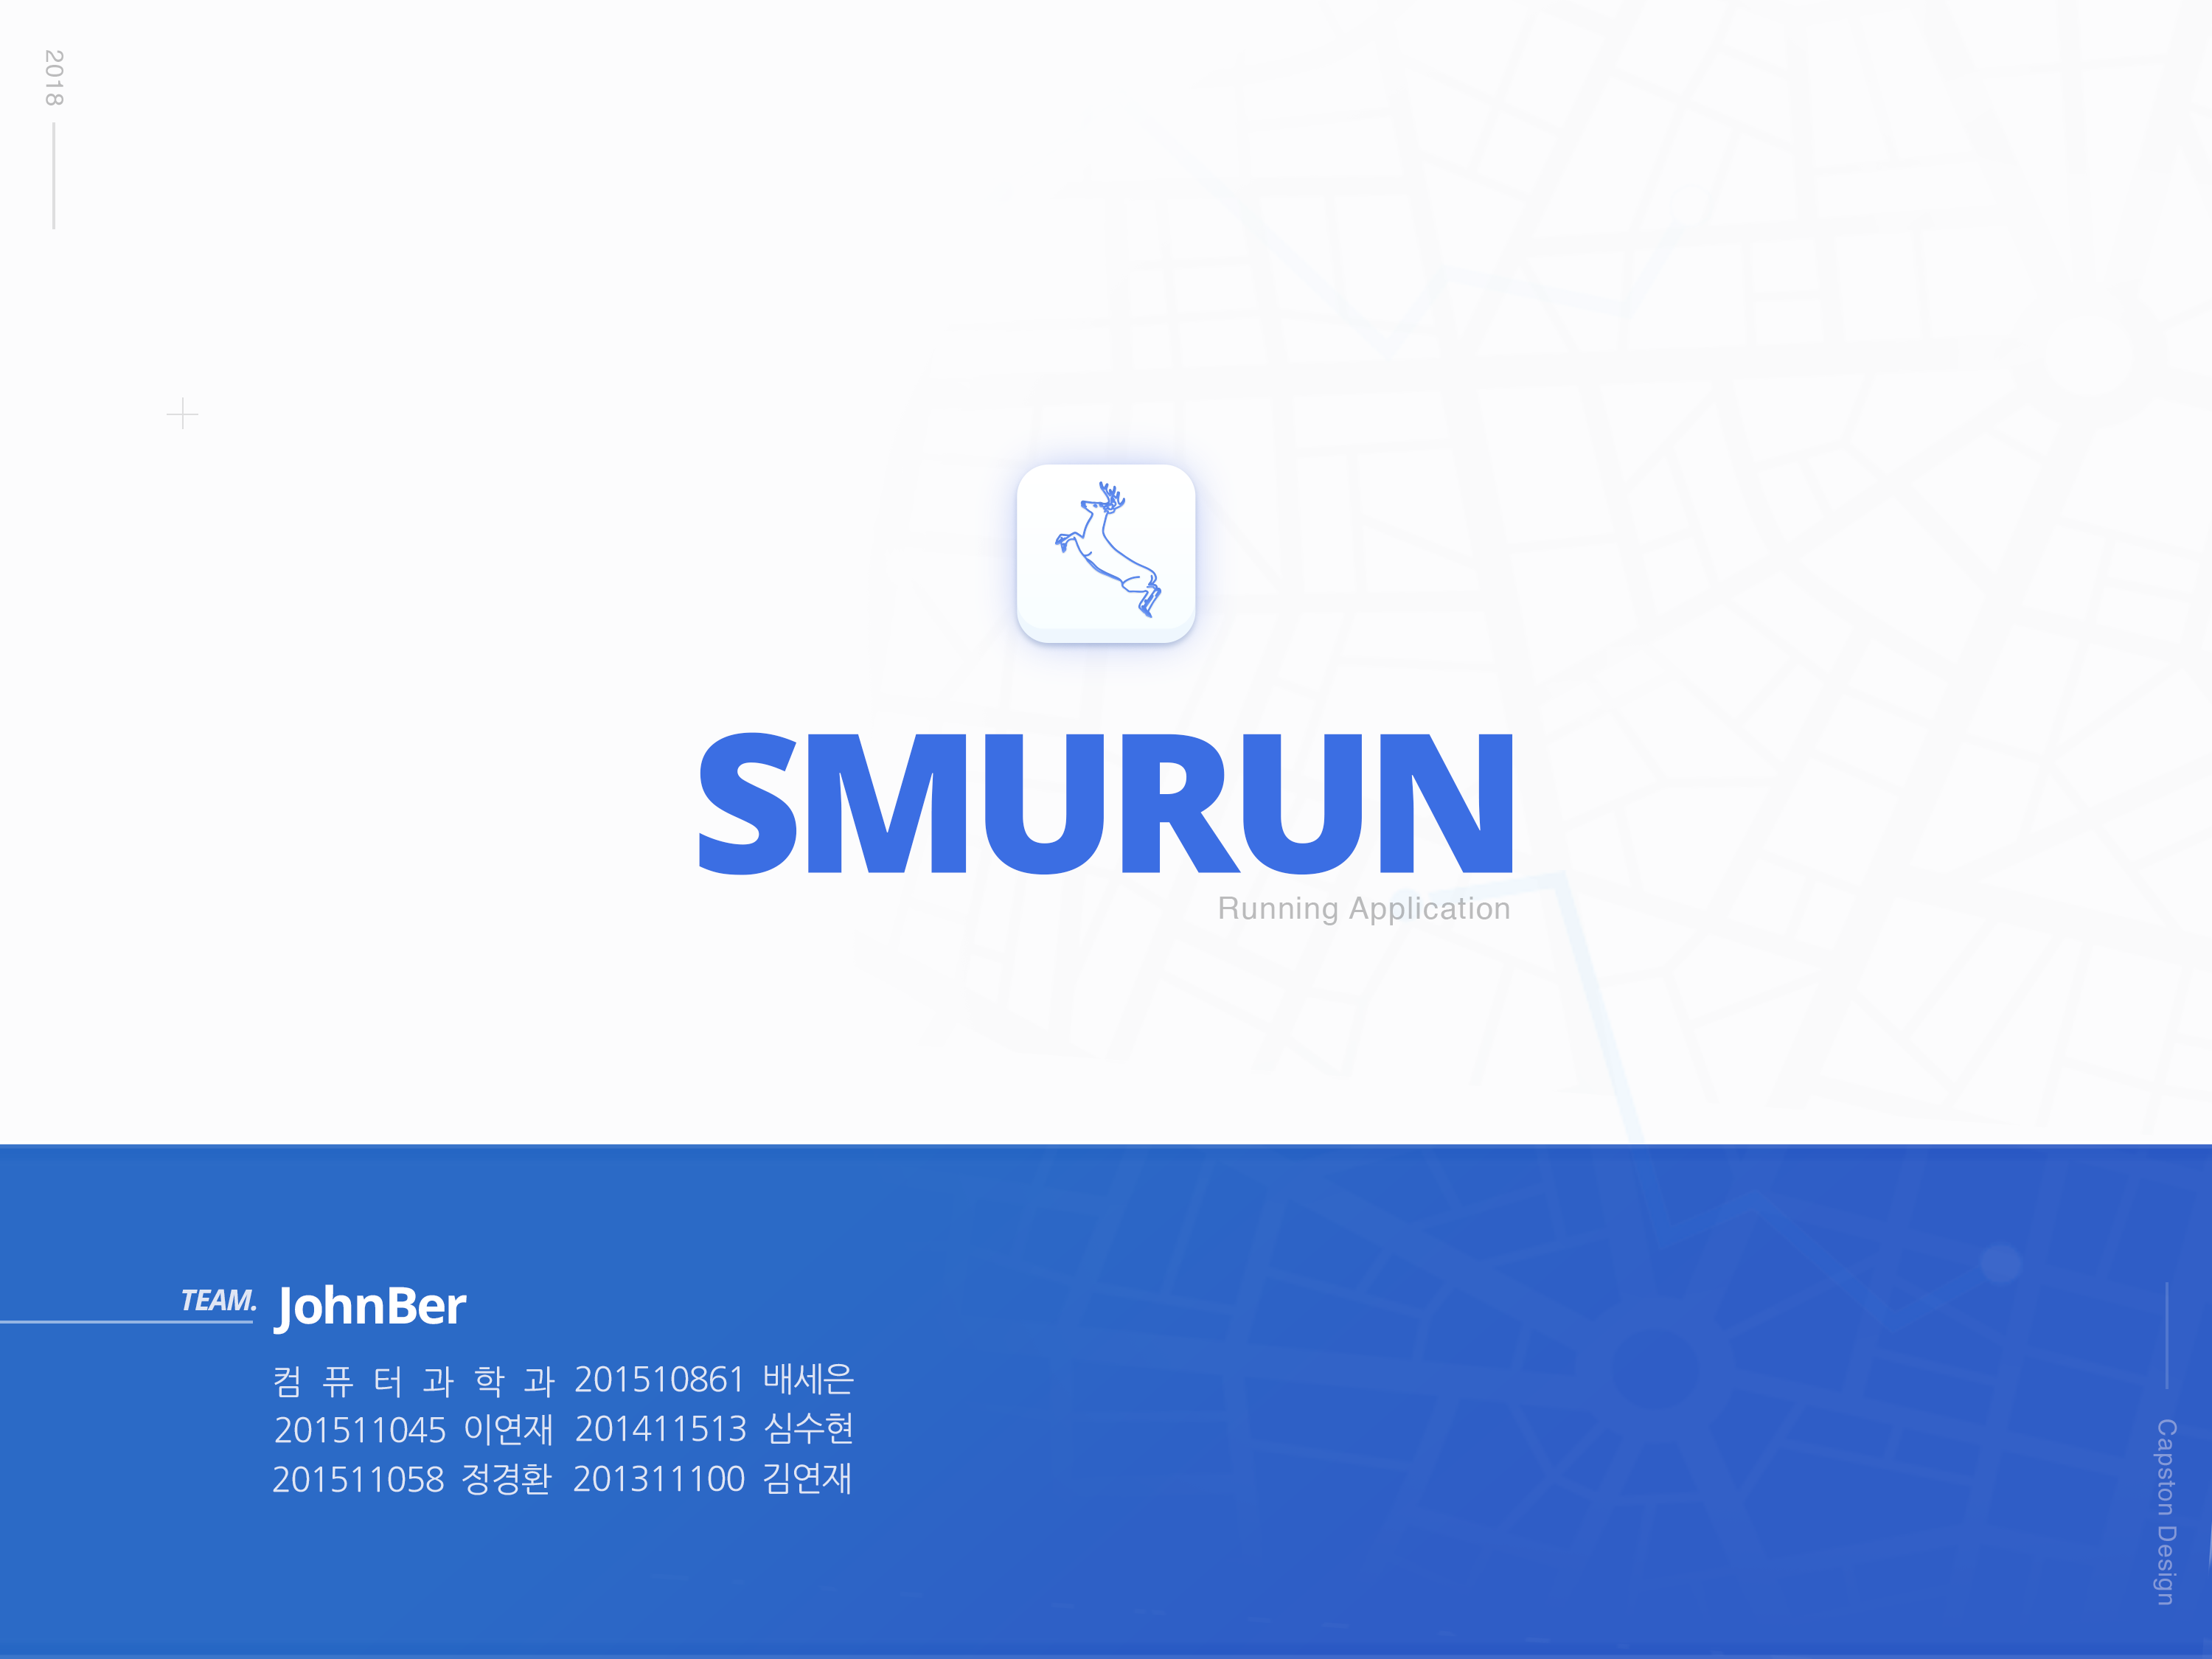 2018
SMURUN
Running Application
TEAM. JohnBer
컴 퓨 터 과 학 과 201510861 배세은
201511045 이연재 201411513 심수현
201511058 정경환 201311100 김연재
Capston Design